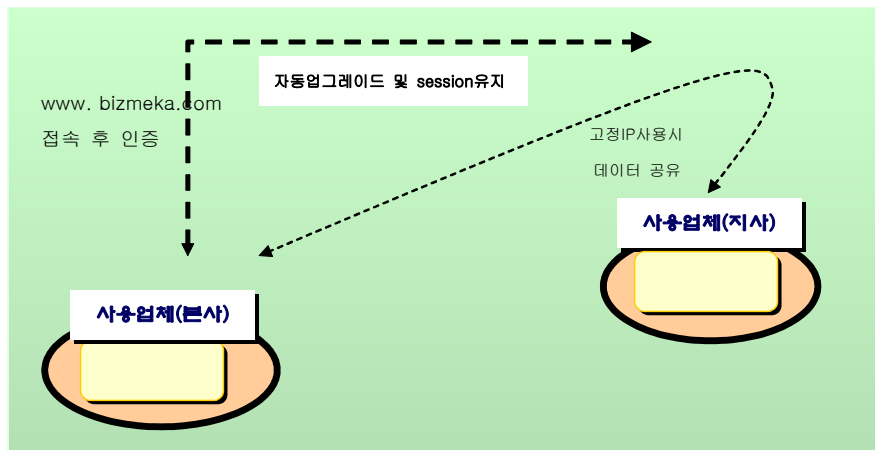 자동업그레이드 및 session유지
www. bizmeka.com
접속 후 인증
고정IP사용시
데이터 공유
사용업체(지사)
사용업체(본사)